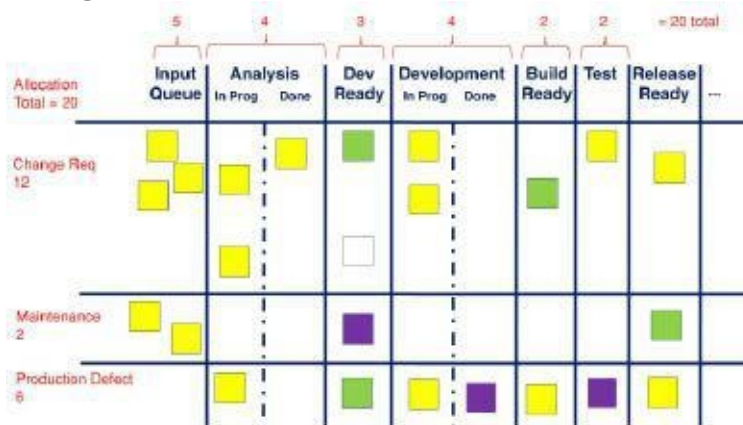 5 4 3 4 2 2 = 20 total
Allocation
Total = 20
Input
Queue
Analysis
In Prog Done
Dev
Ready
Development
In Prog Done
Build
Ready
Test
Release
Ready
...
Change Req
12
Maintenance
2
Production Defect
6